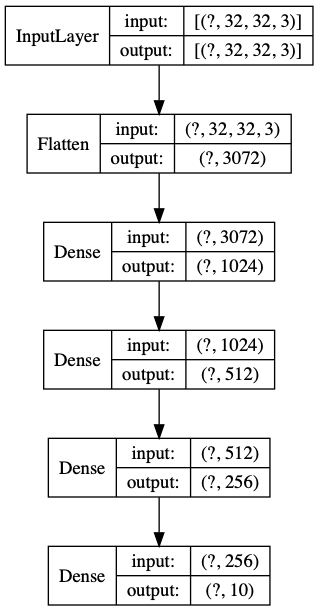 InputLayer
input: [(?, 32, 32, 3)]
output: [(?, 32, 32, 3)]
Flatten
input: (?, 32, 32, 3)
output: (?, 3072)
Dense
input: (?, 3072)
output: (?, 1024)
Dense
input: (?, 1024)
output: (?, 512)
Dense
input: (?, 512)
output: (?, 256)
Dense
input: (?, 256)
output: (?, 10)